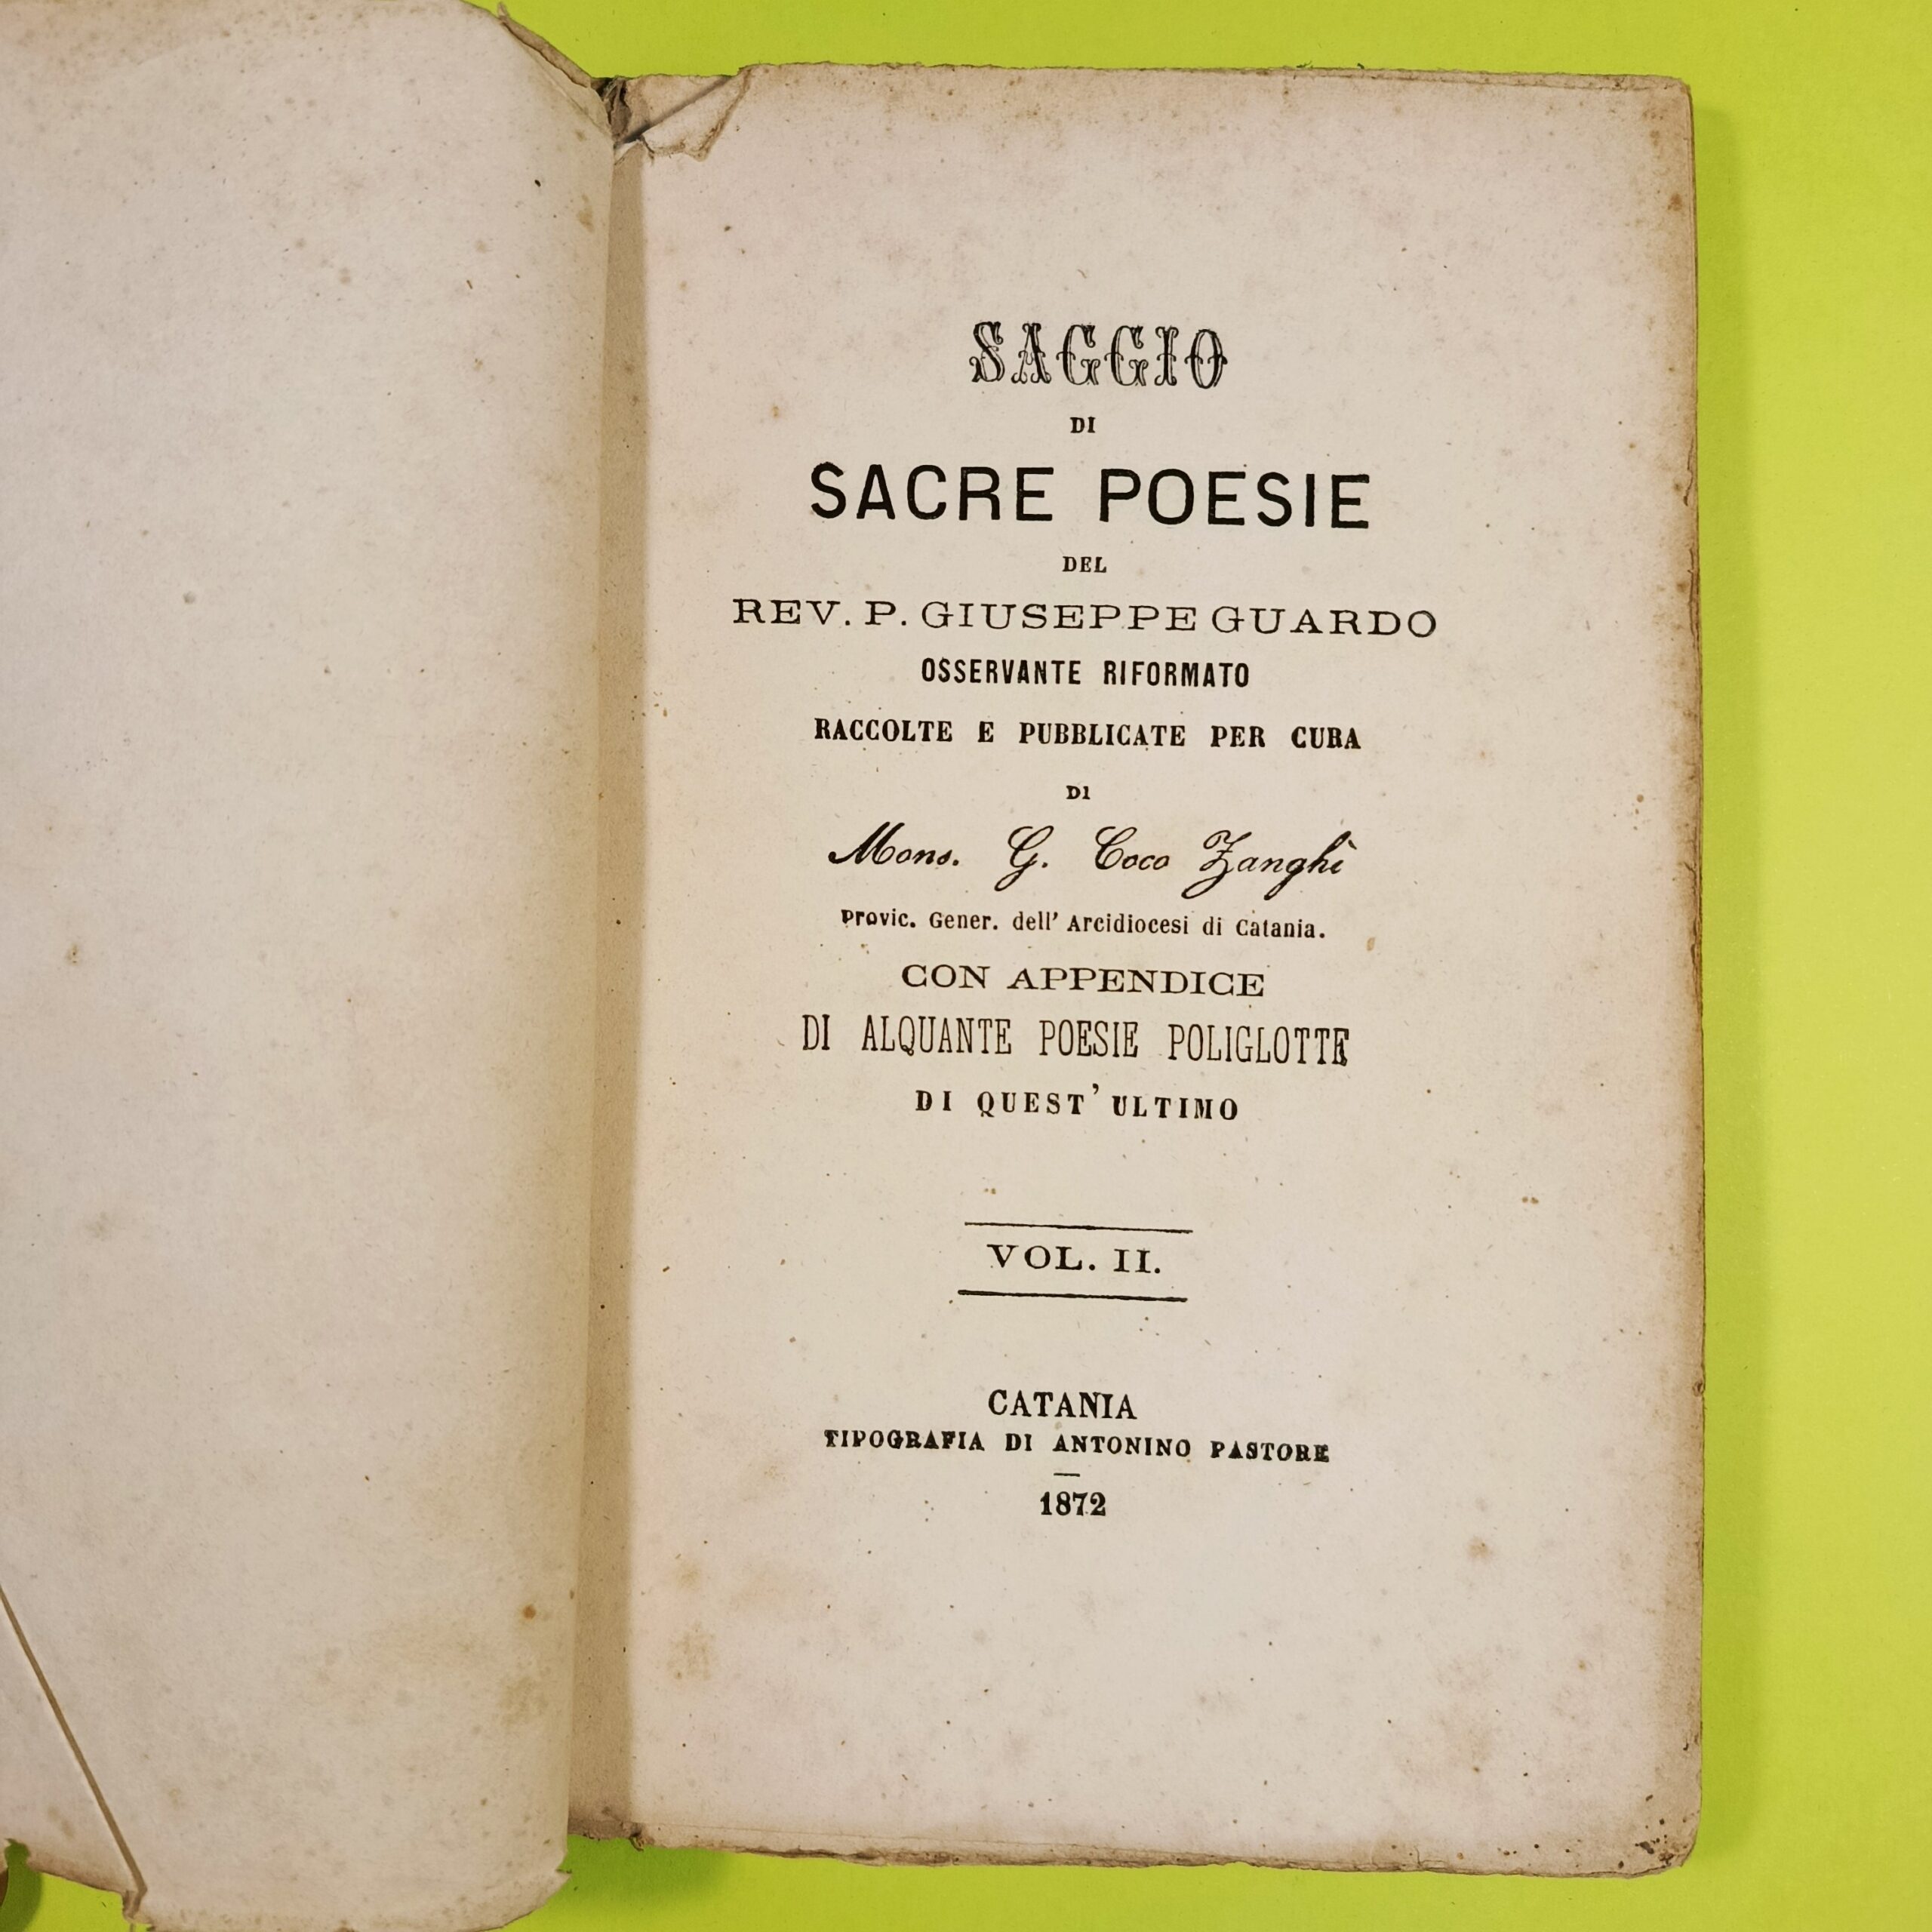 SAGGIO
DI
SACRE POESIE
DEL
REV. P. GIUSEPPE GUARDO
OSSERVANTE RIFORMATO
RACCOLTE E PUBBLICATE PER CURA
DI
Mons. G. Coco Zanghì
Provic. Gener. dell' Arcidiocesi di Catania.
CON APPENDICE
DI ALQUANTE POESIE POLIGLOTTE
DI QUEST' ULTIMO
VOL. II.
CATANIA
TIPOGRAFIA DI ANTONINO PASTORE
1872